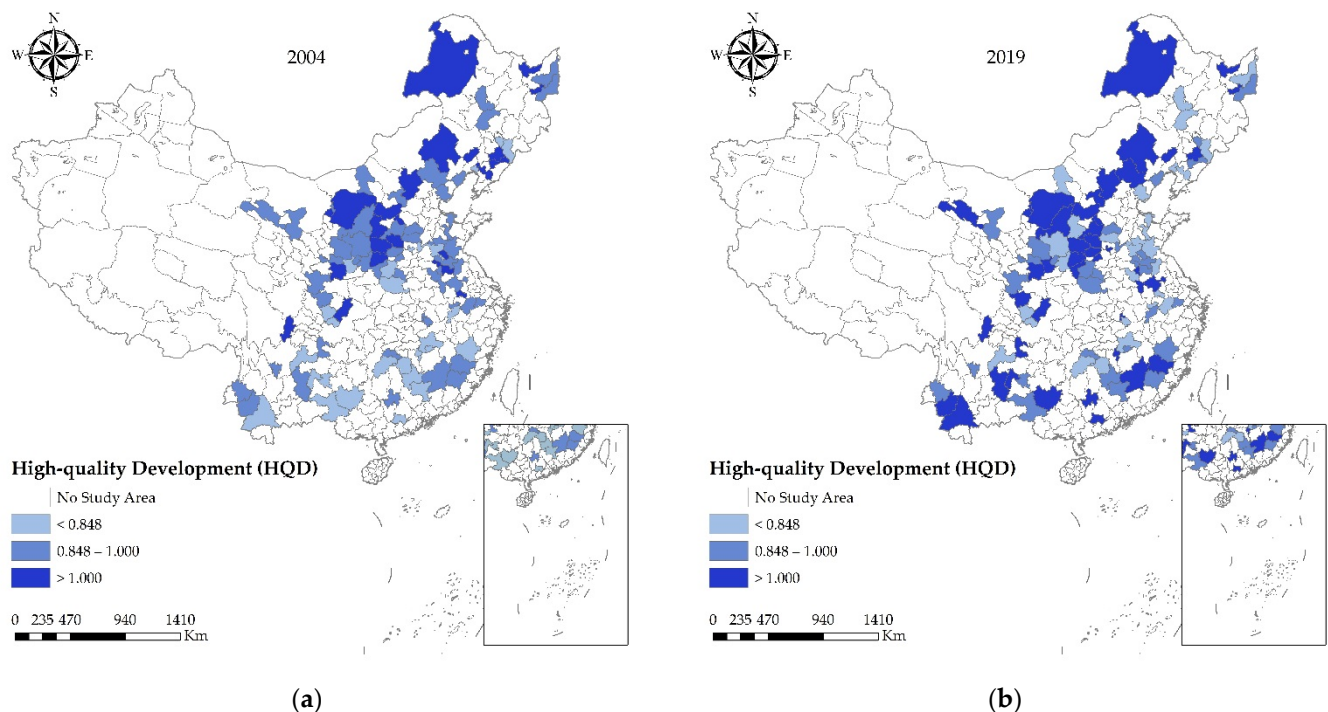 N
W E
S
2004
High-quality Development (HQD)
No Study Area
< 0.848
0.848 – 1.000
> 1.000
0 235 470 940 1410
Km
(a)
N
W E
S
2019
High-quality Development (HQD)
No Study Area
< 0.848
0.848 – 1.000
> 1.000
0 235 470 940 1410
Km
(b)